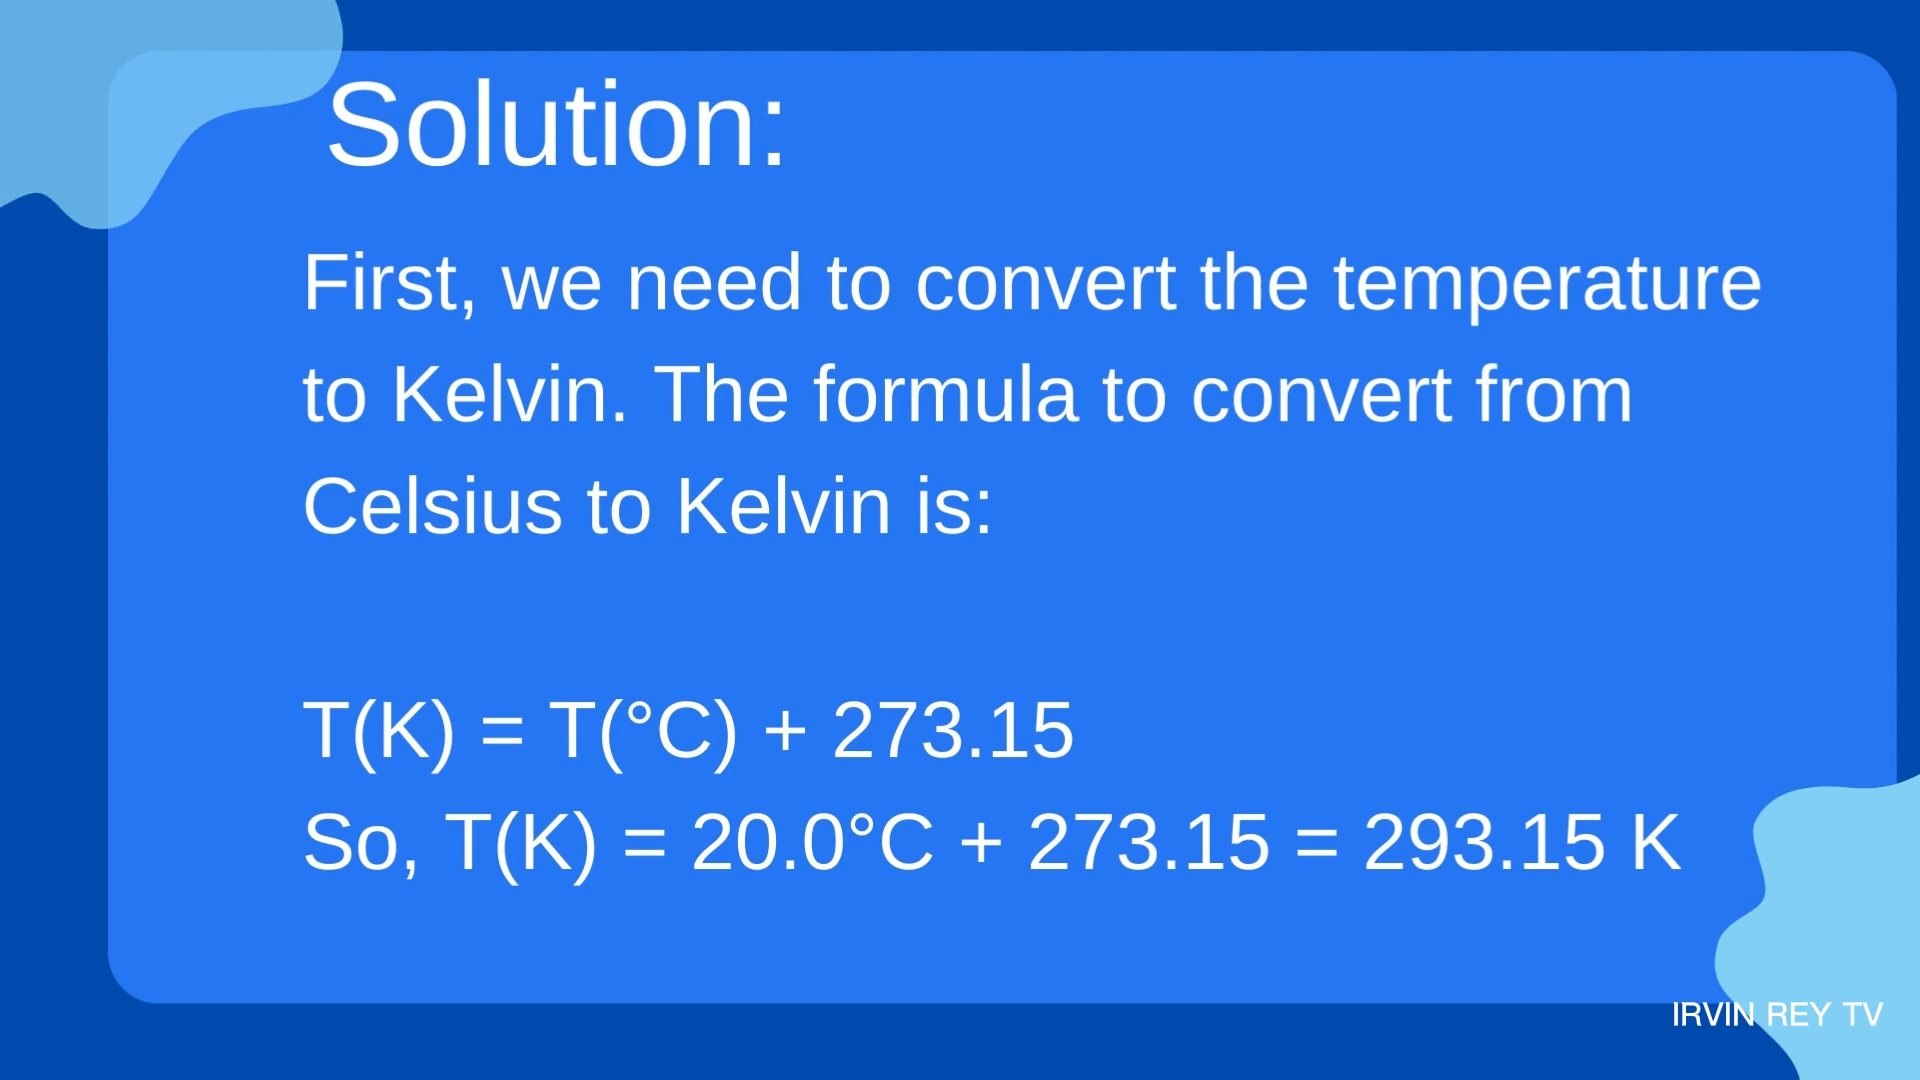 Solution:
First, we need to convert the temperature
to Kelvin. The formula to convert from
Celsius to Kelvin is:
T(K) = T(°C) + 273.15
So, T(K) = 20.0°C + 273.15 = 293.15 K
IRVIN REY TV